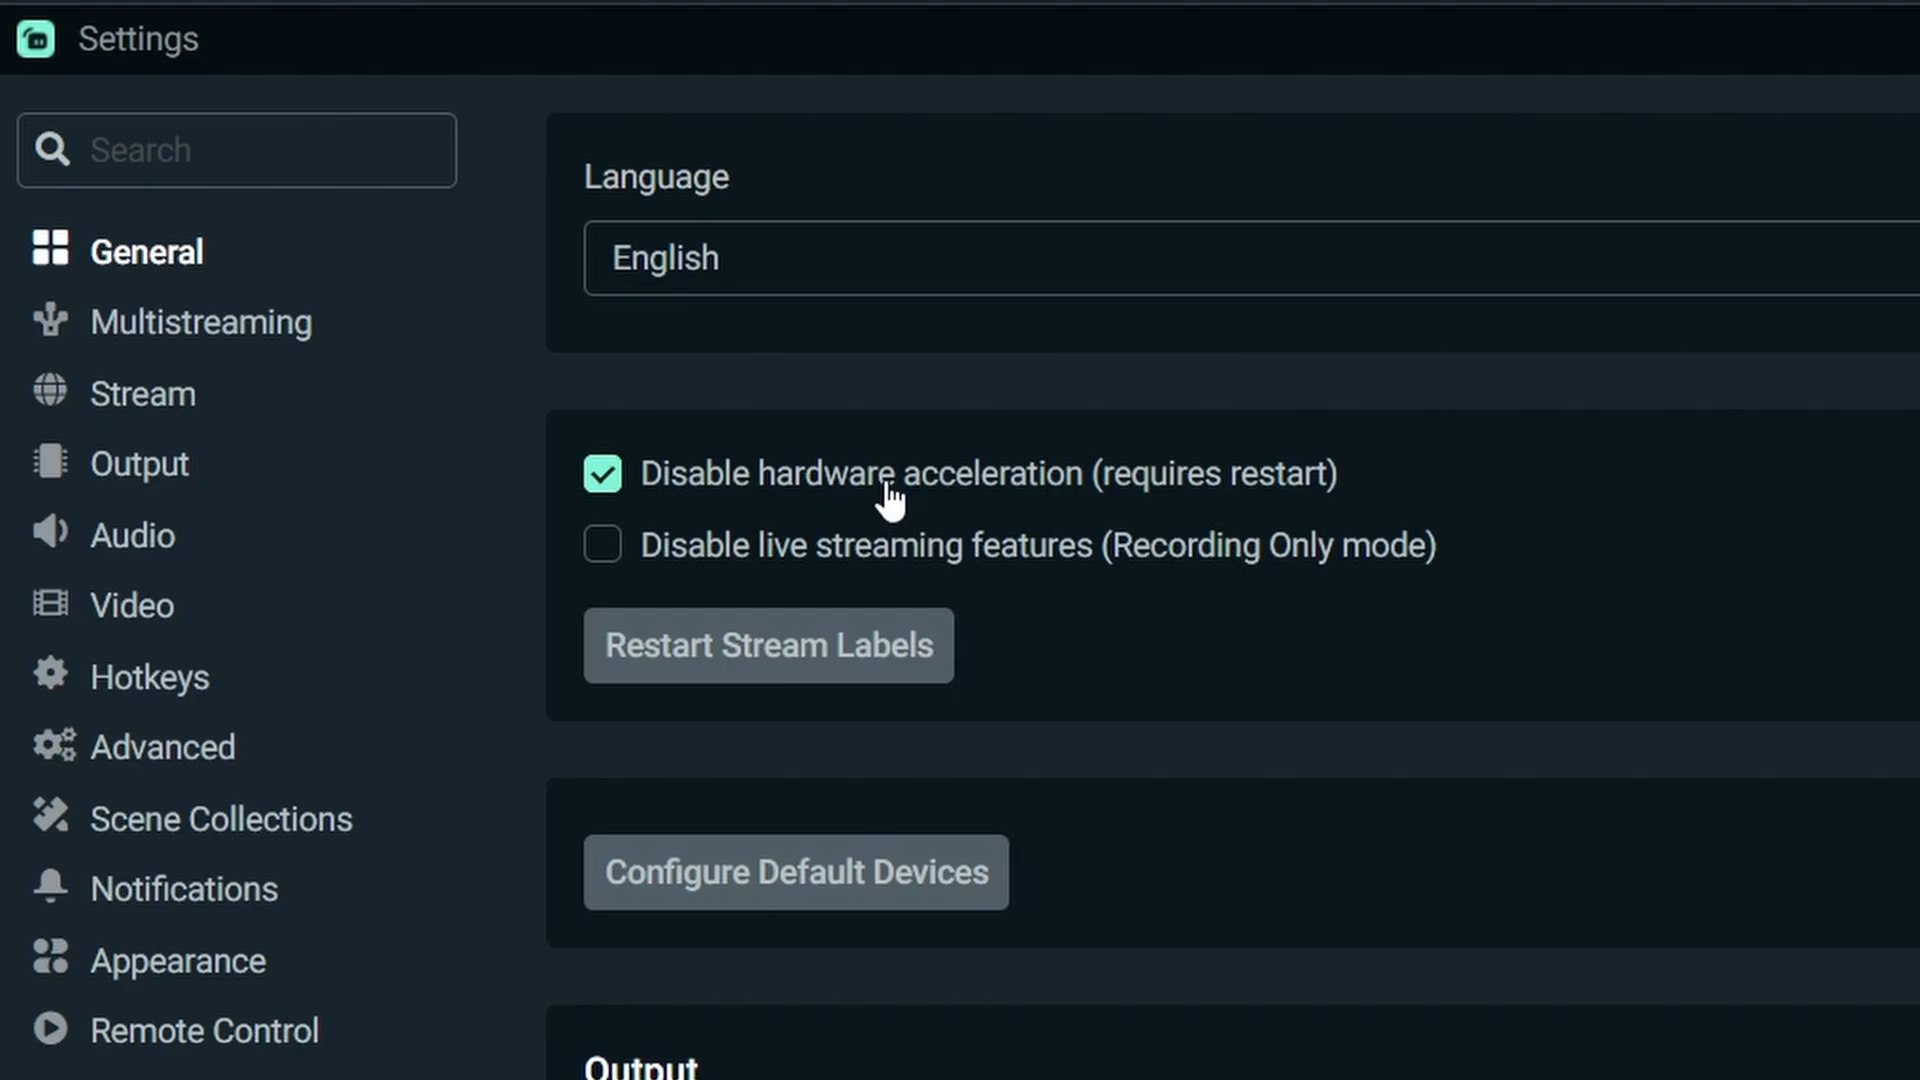 Settings
Search
General
Multistreaming
Stream
Output
Audio
Video
Hotkeys
Advanced
Scene Collections
Notifications
Appearance
Remote Control
Language
English
Disable hardware acceleration (requires restart)
Disable live streaming features (Recording Only mode)
Restart Stream Labels
Configure Default Devices
Output